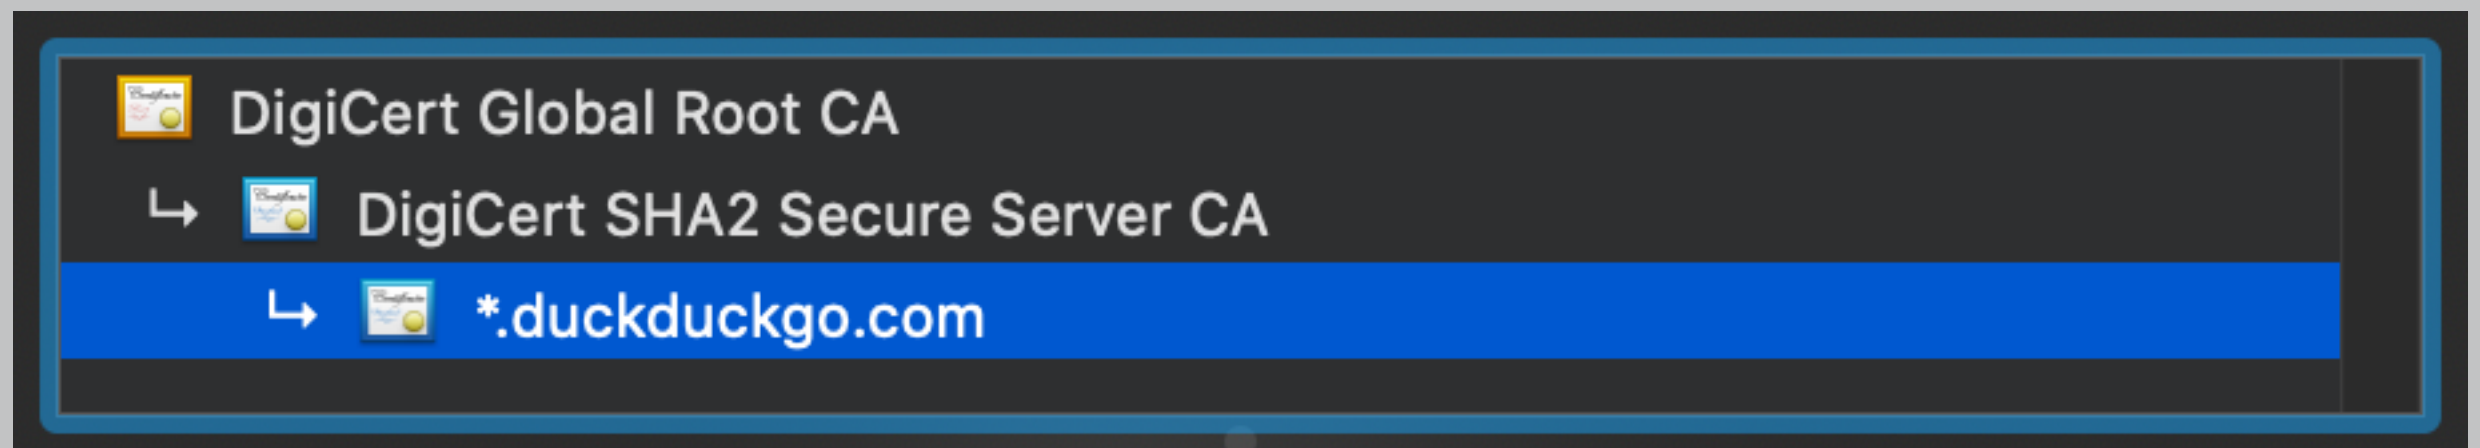 DigiCert Global Root CA
DigiCert SHA2 Secure Server CA
*.duckduckgo.com